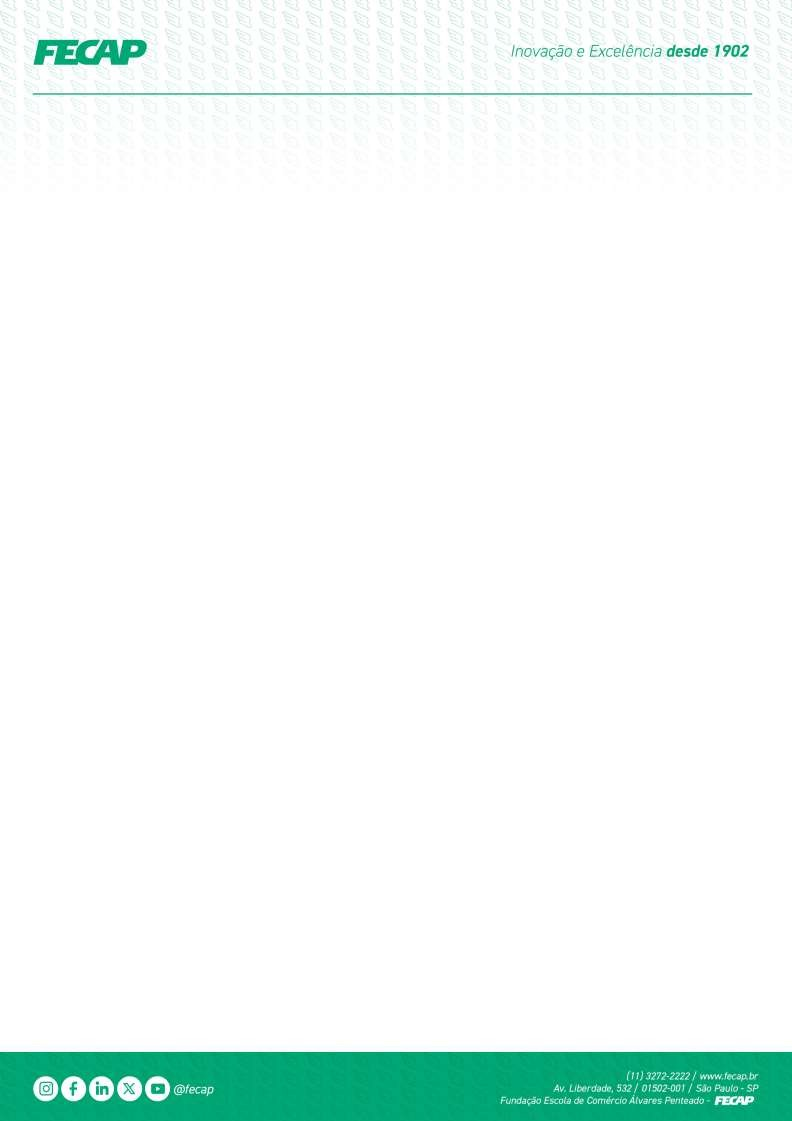 FECAP
Inovação e Excelência desde 1902
@fecap
(11) 3272-2222 / www.fecap.br
Av. Liberdade, 532 / 01502-001 / São Paulo - SP
Fundação Escola de Comércio Álvares Penteado - FECAP